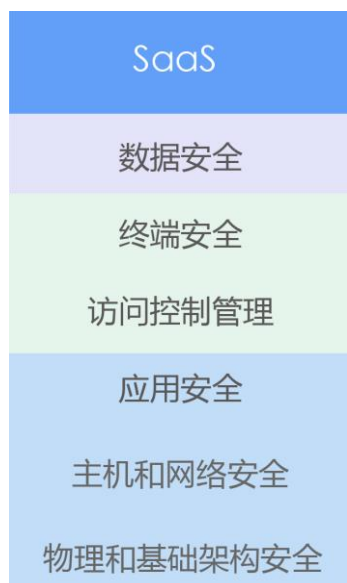 SaaS
数据安全
终端安全
访问控制管理
应用安全
主机和网络安全
物理和基础架构安全